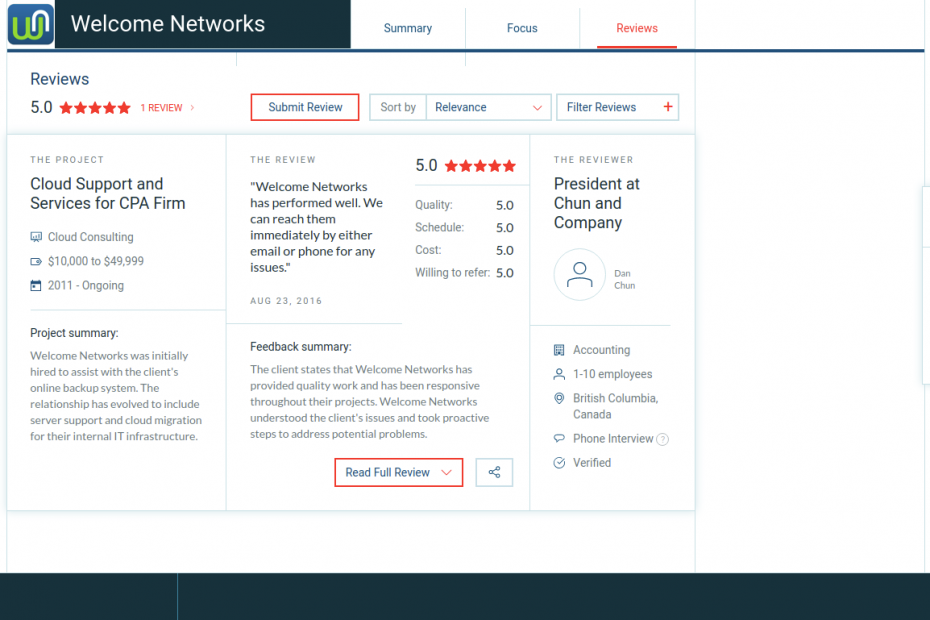 Welcome Networks
Summary
Focus
Reviews
Reviews
5.0
1 REVIEW
Submit Review
Sort by
Relevance
Filter Reviews
+
THE PROJECT
Cloud Support and
Services for CPA Firm
Cloud Consulting
$10,000 to $49,999
2011 - Ongoing
Project summary:
Welcome Networks was initially
hired to assist with the client's
online backup system. The
relationship has evolved to include
server support and cloud migration
for their internal IT infrastructure.
THE REVIEW
"Welcome Networks
has performed well. We
can reach them
immediately by either
email or phone for any
issues."
AUG 23, 2016
5.0
Quality: 5.0
Schedule: 5.0
Cost: 5.0
Willing to refer: 5.0
Feedback summary:
The client states that Welcome Networks has
provided quality work and has been responsive
throughout their projects. Welcome Networks
understood the client's issues and took proactive
steps to address potential problems.
Read Full Review
THE REVIEWER
President at
Chun and
Company
Dan
Chun
Accounting
1-10 employees
British Columbia,
Canada
Phone Interview ?
Verified